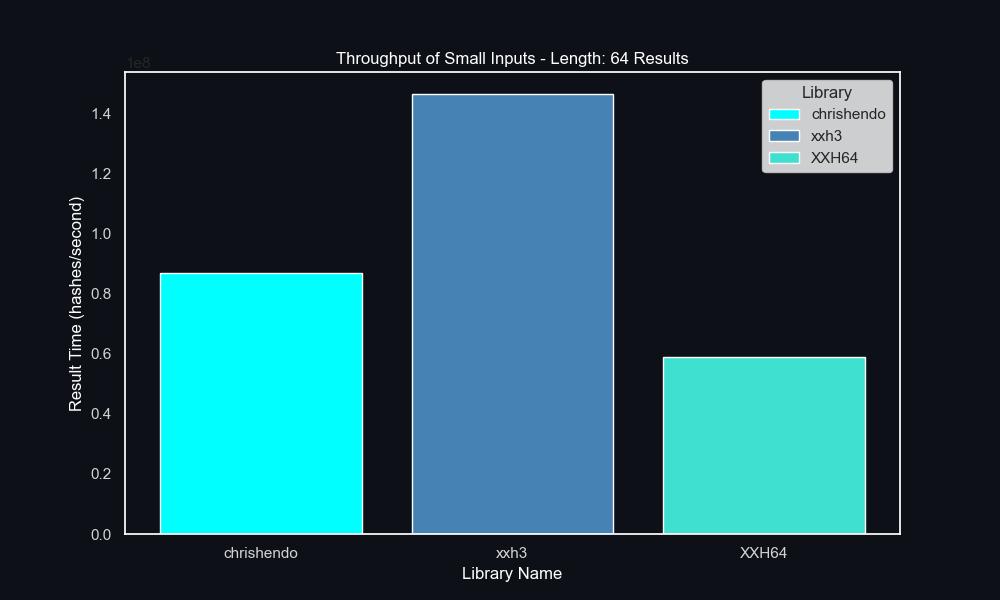 Throughput of Small Inputs - Length: 64 Results
1e8
Library
chrishendo
xxh3
XXH64
Result Time (hashes/second)
1.4
1.2
1.0
0.8
0.6
0.4
0.2
0.0
chrishendo
xxh3
XXH64
Library Name